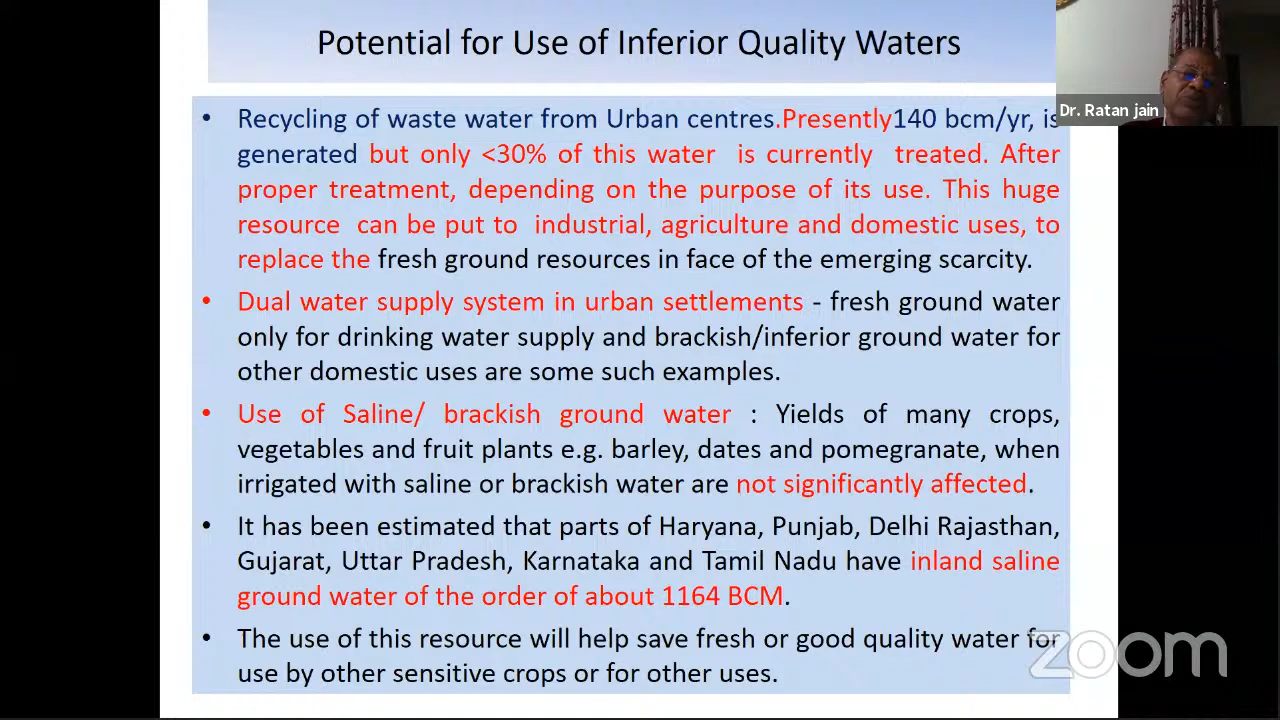 Potential for Use of Inferior Quality Waters
Dr. Ratan jain
• Recycling of waste water from Urban centres.Presently140 bcm/yr, is
generated but only <30% of this water is currently treated. After
proper treatment, depending on the purpose of its use. This huge
resource can be put to industrial, agriculture and domestic uses, to
replace the fresh ground resources in face of the emerging scarcity.
• Dual water supply system in urban settlements - fresh ground water
only for drinking water supply and brackish/inferior ground water for
other domestic uses are some such examples.
• Use of Saline/ brackish ground water : Yields of many crops,
vegetables and fruit plants e.g. barley, dates and pomegranate, when
irrigated with saline or brackish water are not significantly affected.
• It has been estimated that parts of Haryana, Punjab, Delhi Rajasthan,
Gujarat, Uttar Pradesh, Karnataka and Tamil Nadu have inland saline
ground water of the order of about 1164 BCM.
• The use of this resource will help save fresh or good quality water for
use by other sensitive crops or for other uses.
zoom